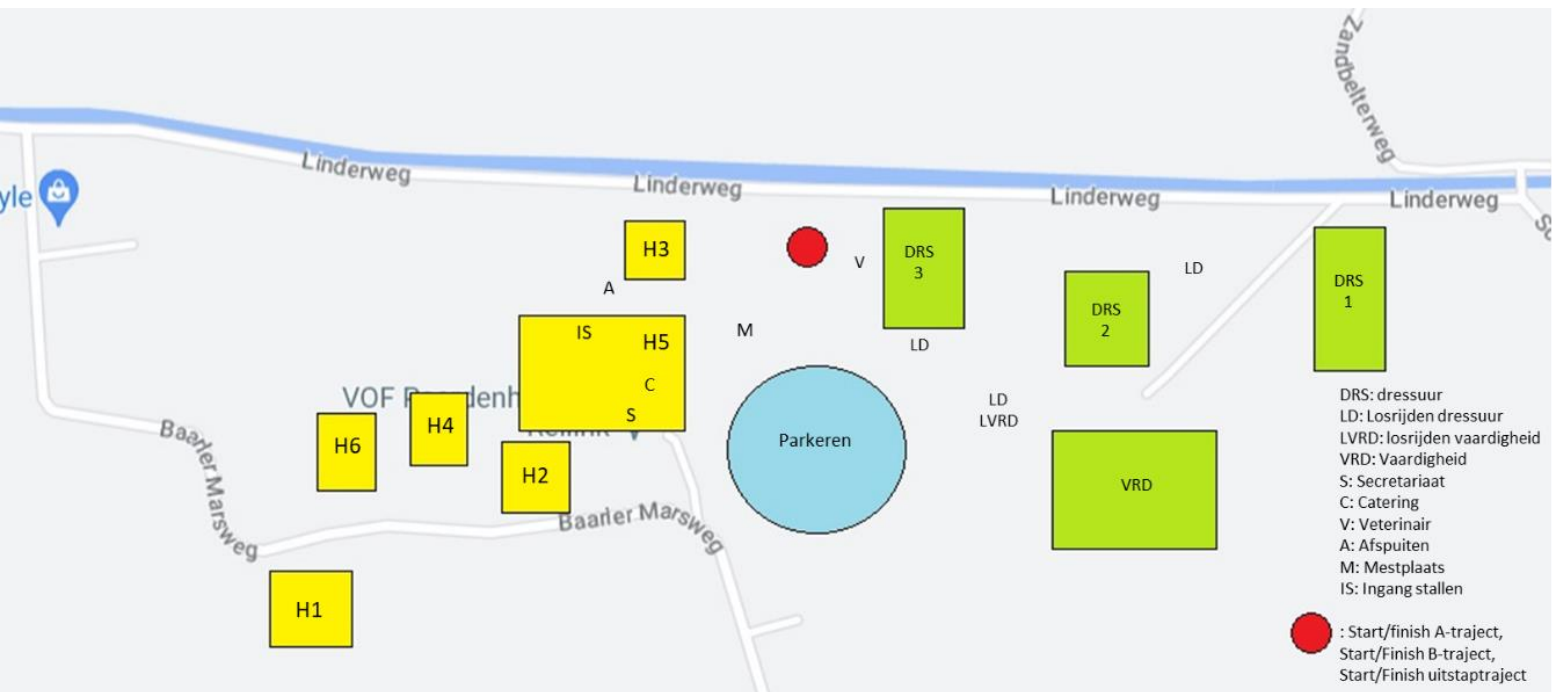 Zandbelterweg
Linderweg
Linderweg
Linderweg
Linderweg
yle
H3
V
DRS
3
LD
DRS
1
A
M
IS
H5
DRS
2
LD
C
S
VOF
H4
H6
H2
Parkeren
LD
LVRD
VRD
Baarler Marsweg
Baarler Marsweg
H1
DRS: dressuur
LD: Losrijden dressuur
LVRD: losrijden vaardigheid
VRD: Vaardigheid
S: Secretariaat
C: Catering
V: Veterinair
A: Afspuiten
M: Mestplaats
IS: Ingang stallen
: Start/finish A-traject,
Start/Finish B-traject,
Start/Finish uitstaptraject